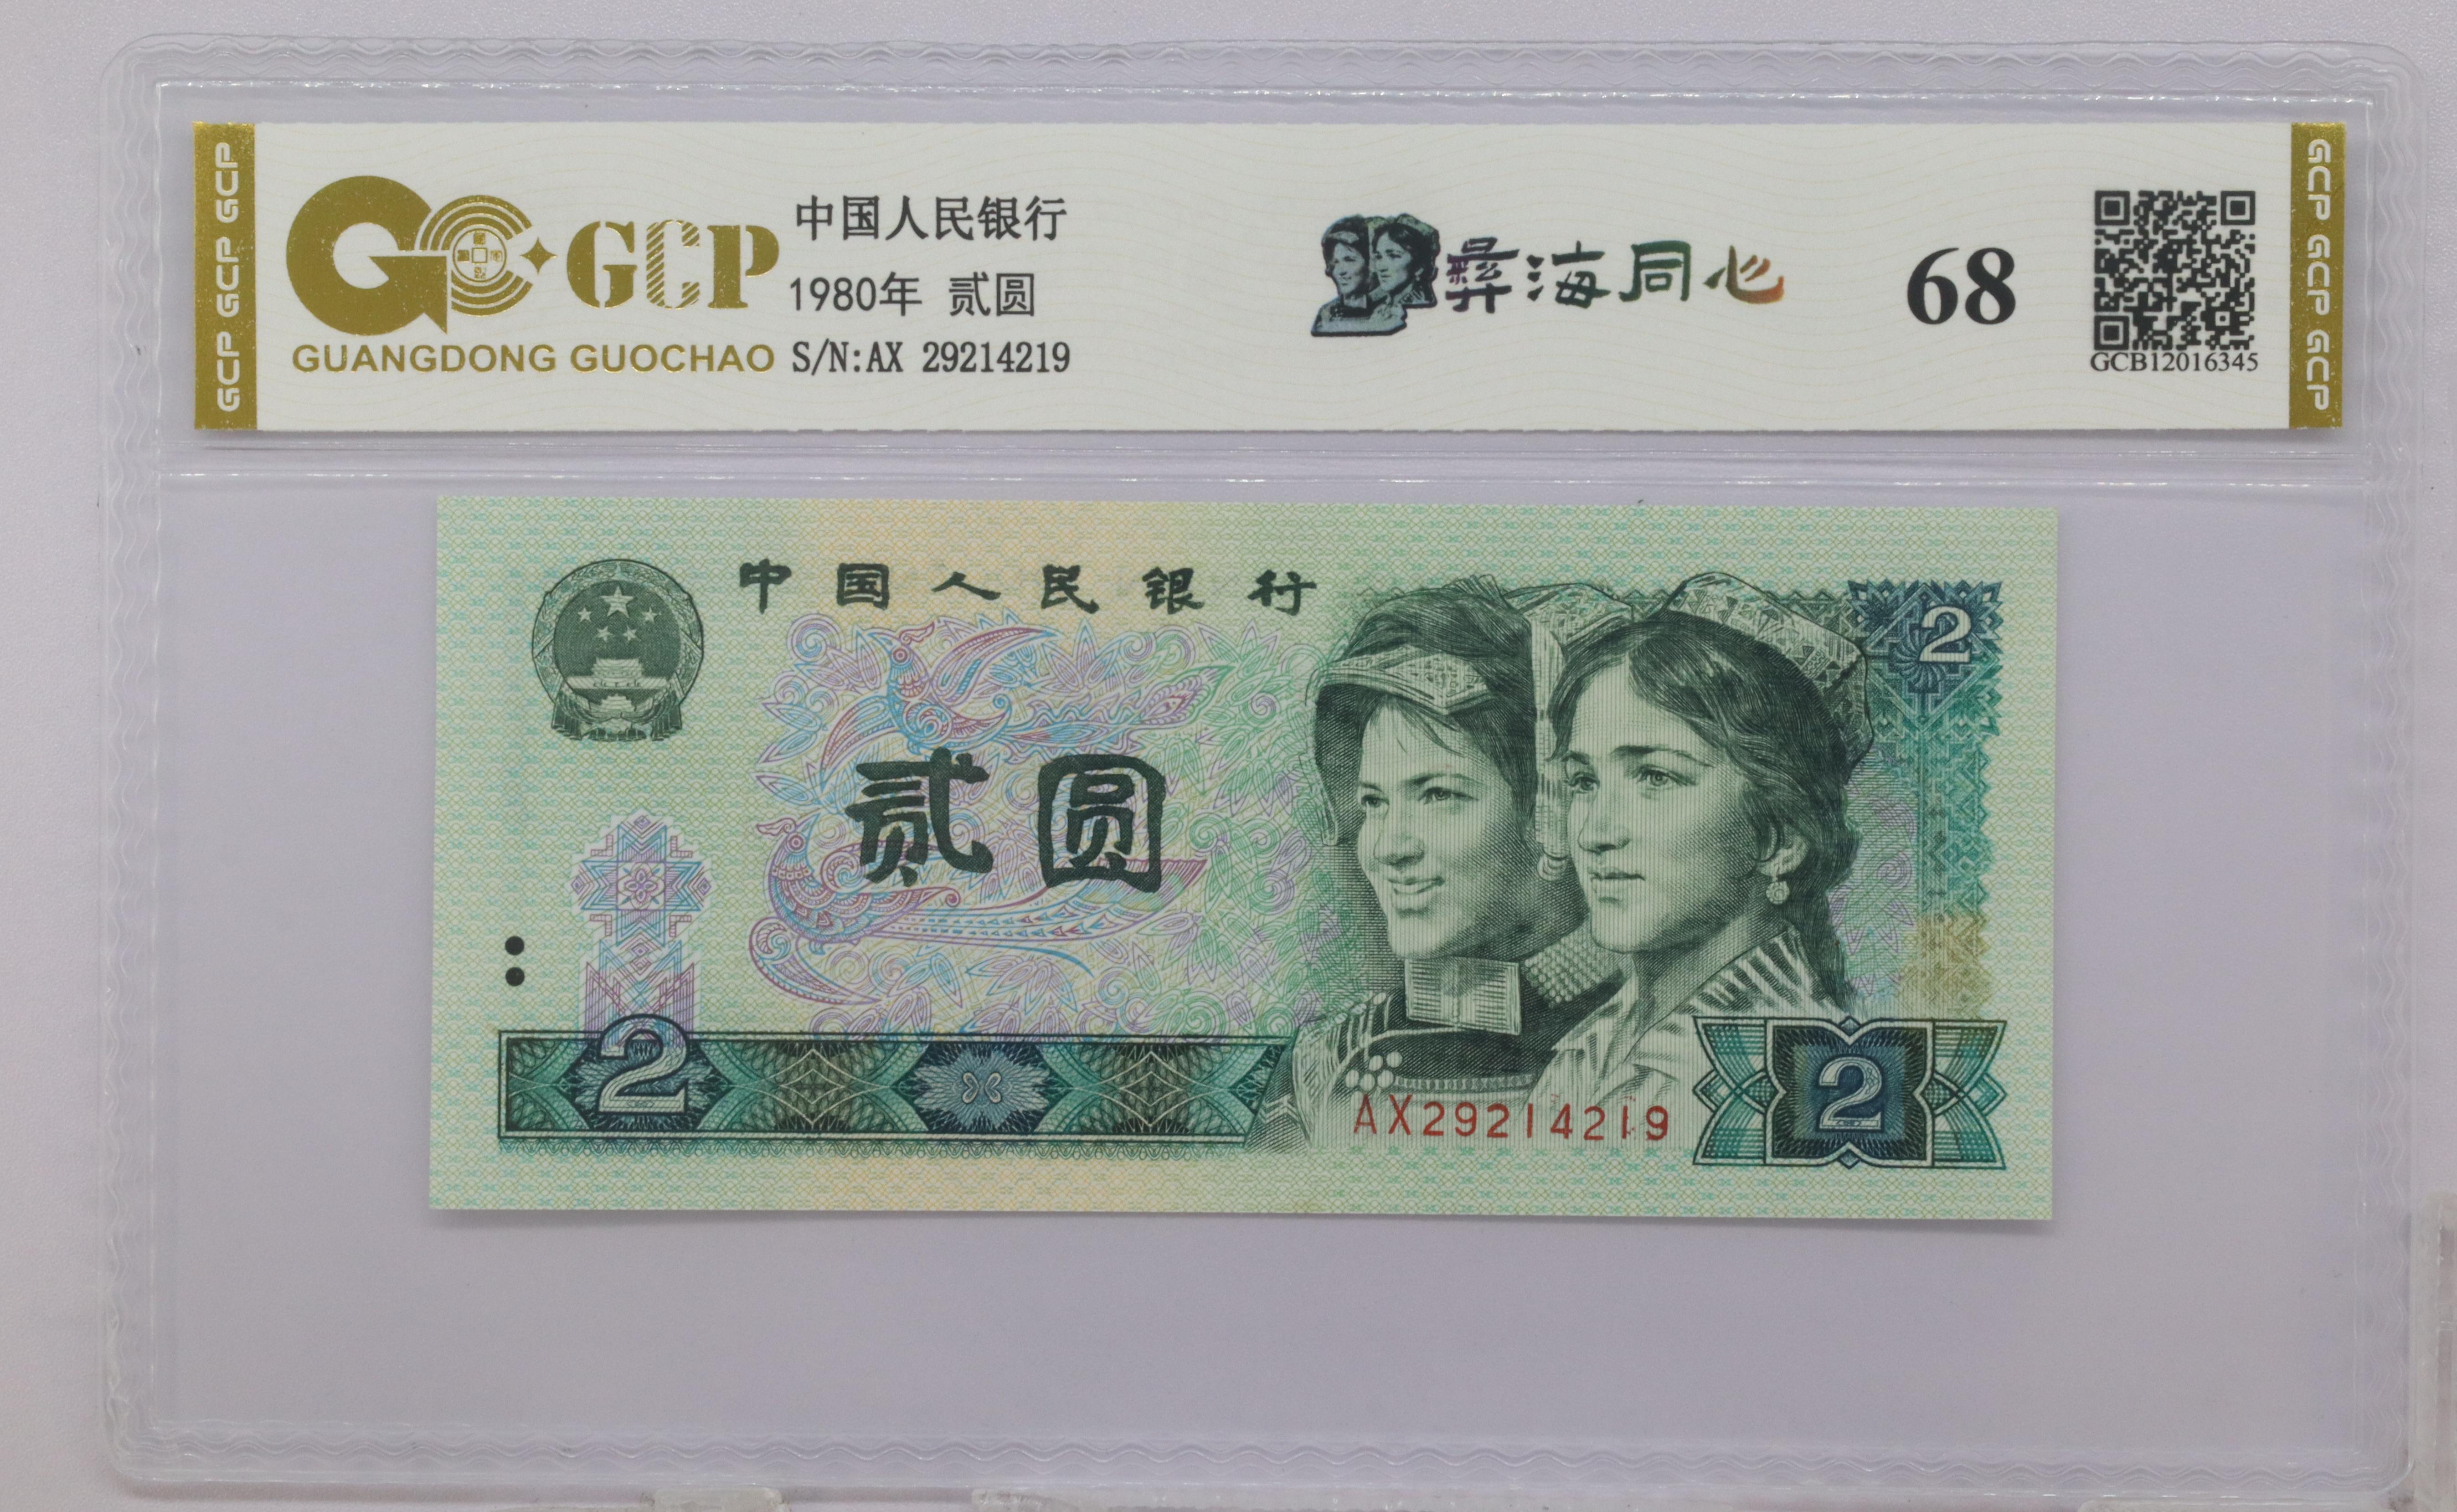 GCP GCP GCP
GCP
GUANGDONG GUOCHAO
中国人民银行
1980年 贰圆
S/N:AX 29214219
彝海同心
68
GCB12016345
GCP GCP GCP
中国人民银行
2
贰圆
2
AX29214219
2